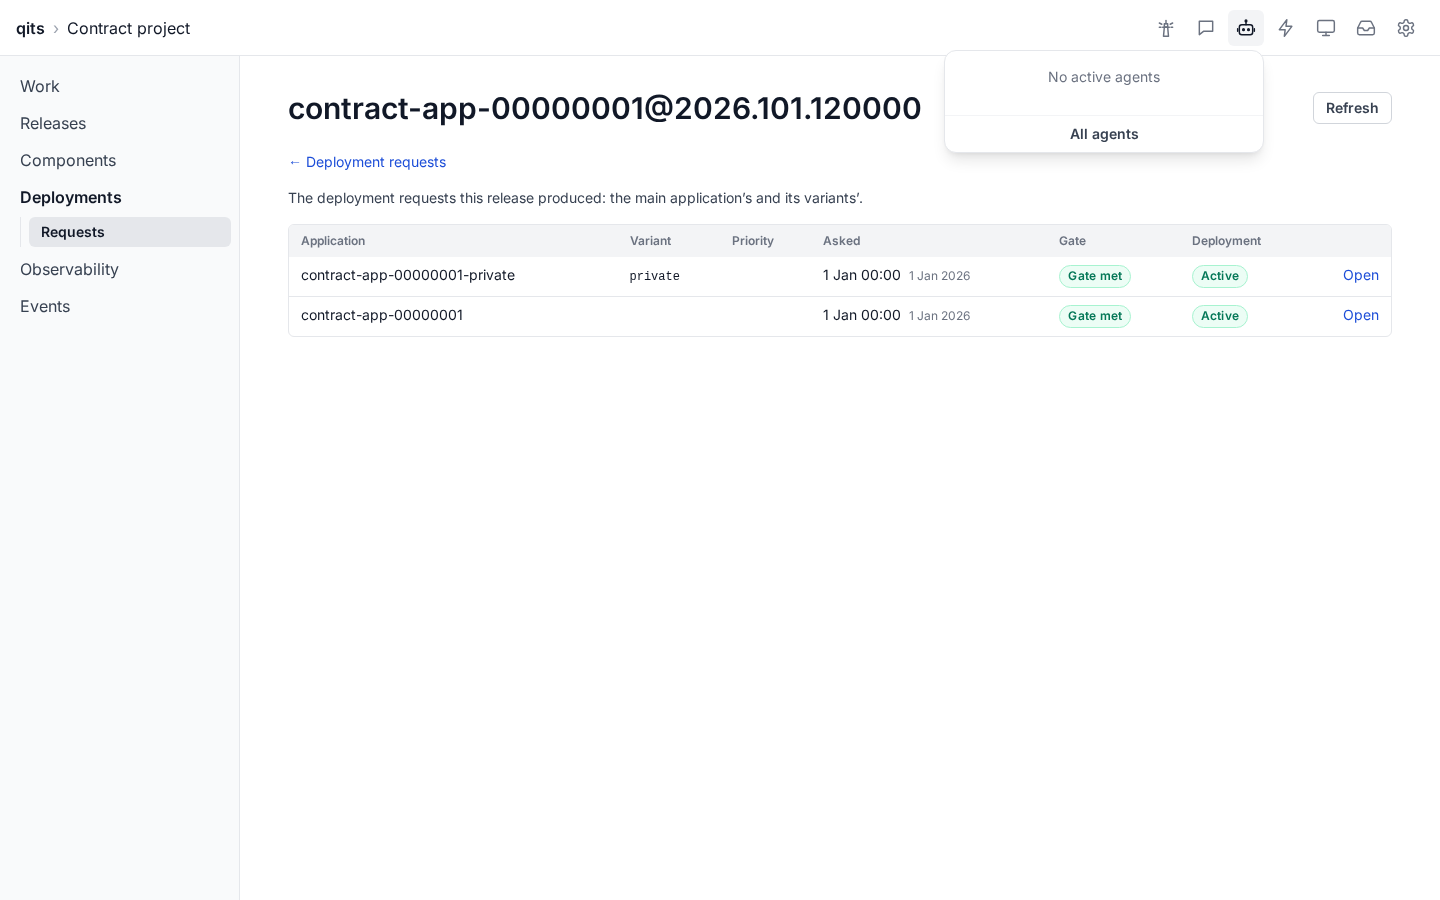 qits › Contract project
No active agents
All agents
Work
Releases
Components
Deployments
Requests
Observability
Events
contract-app-00000001@2026.101.120000
Refresh
← Deployment requests
The deployment requests this release produced: the main application’s and its variants’.
Application Variant Priority Asked Gate Deployment
contract-app-00000001-private private 1 Jan 00:00 1 Jan 2026 Gate met Active Open
contract-app-00000001 1 Jan 00:00 1 Jan 2026 Gate met Active Open